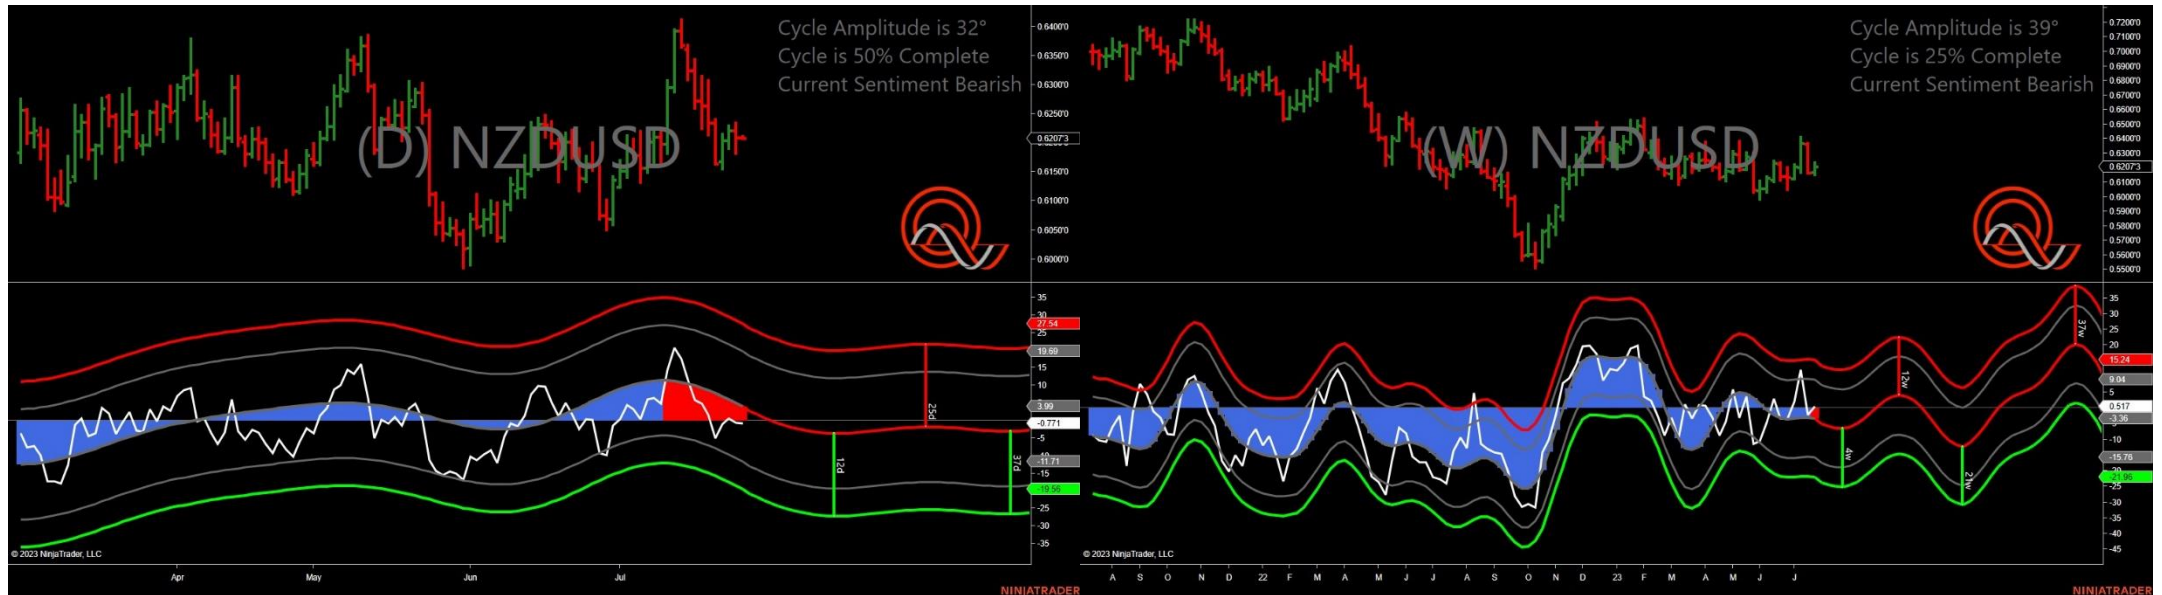 Cycle Amplitude is 32°
Cycle is 50% Complete
Current Sentiment Bearish
(D) NZDUSD
0.6400'0
0.6350'0
0.6300'0
0.6250'0
0.6207'3
0.6150'0
0.6100'0
0.6050'0
0.6000'0
35
27.54
25
19.69
15
10
3.99
-0.771
-5
-11.71
-15
-19.56
-25
-30
-35
12d
25d
37d
© 2023 NinjaTrader, LLC
Apr May Jun Jul
NINJATRADER
Cycle Amplitude is 39°
Cycle is 25% Complete
Current Sentiment Bearish
(W) NZDUSD
0.7200'0
0.7100'0
0.7000'0
0.6900'0
0.6800'0
0.6700'0
0.6600'0
0.6500'0
0.6400'0
0.6300'0
0.6207'3
0.6100'0
0.6000'0
0.5900'0
0.5800'0
0.5700'0
0.5600'0
0.5500'0
35
30
25
20
15.24
9.04
5
0.517
-3.36
-10
-15.76
-21.96
-25
-30
-35
-40
-45
4w
12w
21w
37w
© 2023 NinjaTrader, LLC
A S O N D 22 F M A M J J A S O N D 23 F M A M J J
NINJATRADER